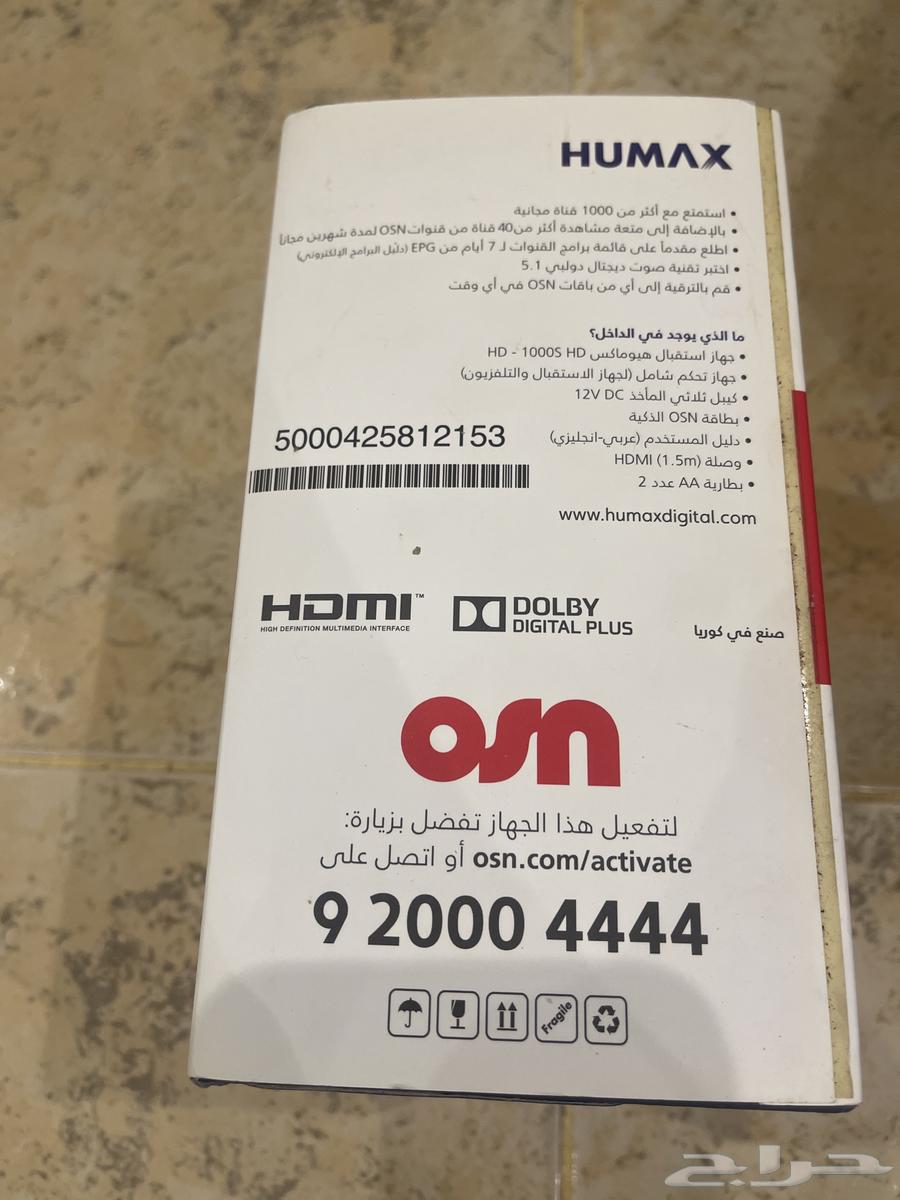 HUMAX
• استمتع مع أكثر من 1000 قناة مجانية
• بالإضافة إلى متعة مشاهدة أكثر من40 قناة من قنوات OSN لمدة شهرين مجاناً
• اطلع مقدماً على قائمة برامج القنوات لـ 7 أيام من EPG (دليل البرامج الإلكتروني)
• اختبر تقنية صوت ديجتال دولبي 5.1
• قم بالترقية إلى أي من باقات OSN في أي وقت
ما الذي يوجد في الداخل؟
• جهاز استقبال هيوماكس HD - 1000S HD
• جهاز تحكم شامل (لجهاز الاستقبال والتلفزيون)
• كيبل ثلاثي المأخذ 12V DC
• بطاقة OSN الذكية
• دليل المستخدم (عربي-انجليزي)
• وصلة HDMI (1.5m)
• بطارية AA عدد 2
5000425812153
www.humaxdigital.com
HDMI™
HIGH DEFINITION MULTIMEDIA INTERFACE
DOLBY
DIGITAL PLUS
صنع في كوريا
osn
لتفعيل هذا الجهاز تفضل بزيارة:
osn.com/activate أو اتصل على
9 2000 4444
Fragile
حراج